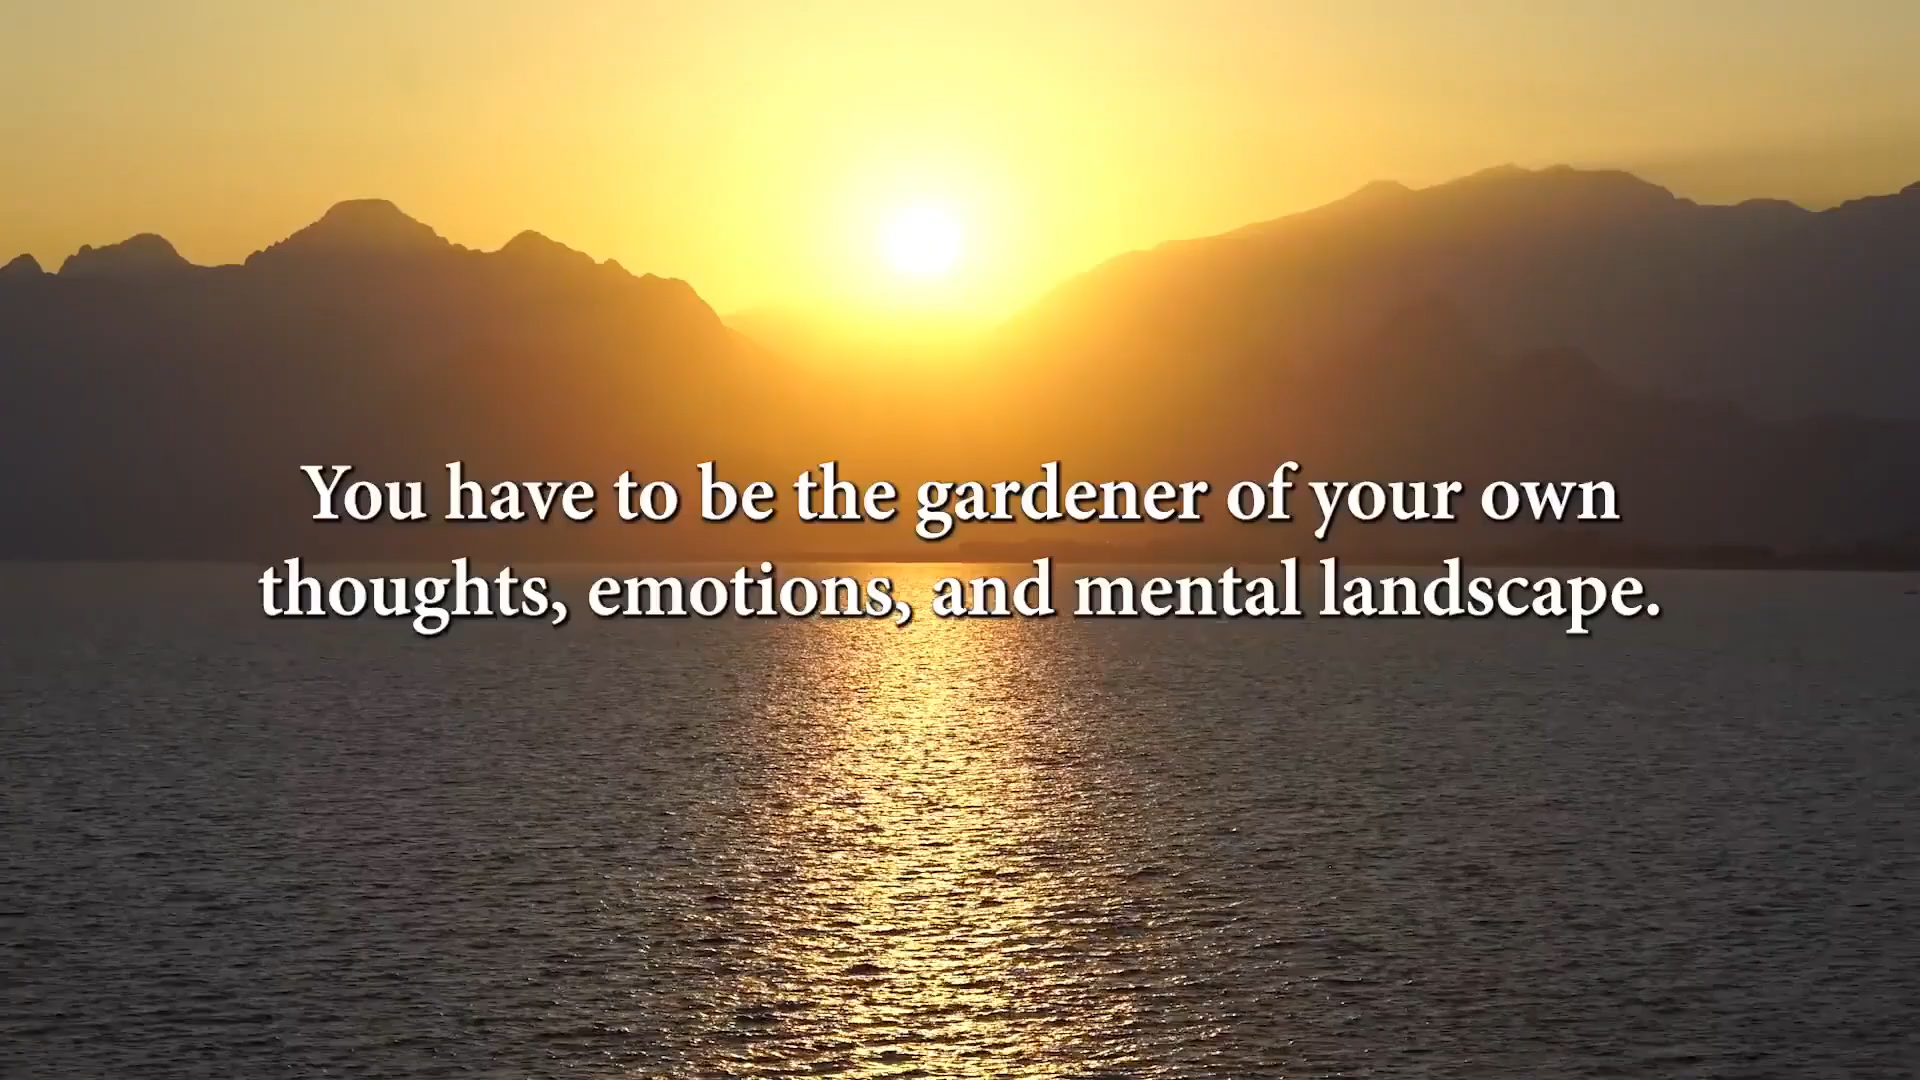 You have to be the gardener of your own
thoughts, emotions, and mental landscape.